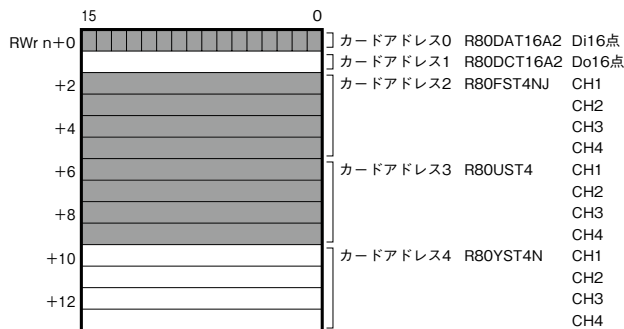 15 0
RWr n+0 カードアドレス0 R80DAT16A2 Di16点
カードアドレス1 R80DCT16A2 Do16点
+2 カードアドレス2 R80FST4NJ CH1
CH2
+4 CH3
CH4
+6 カードアドレス3 R80UST4 CH1
CH2
+8 CH3
CH4
+10 カードアドレス4 R80YST4N CH1
CH2
+12 CH3
CH4